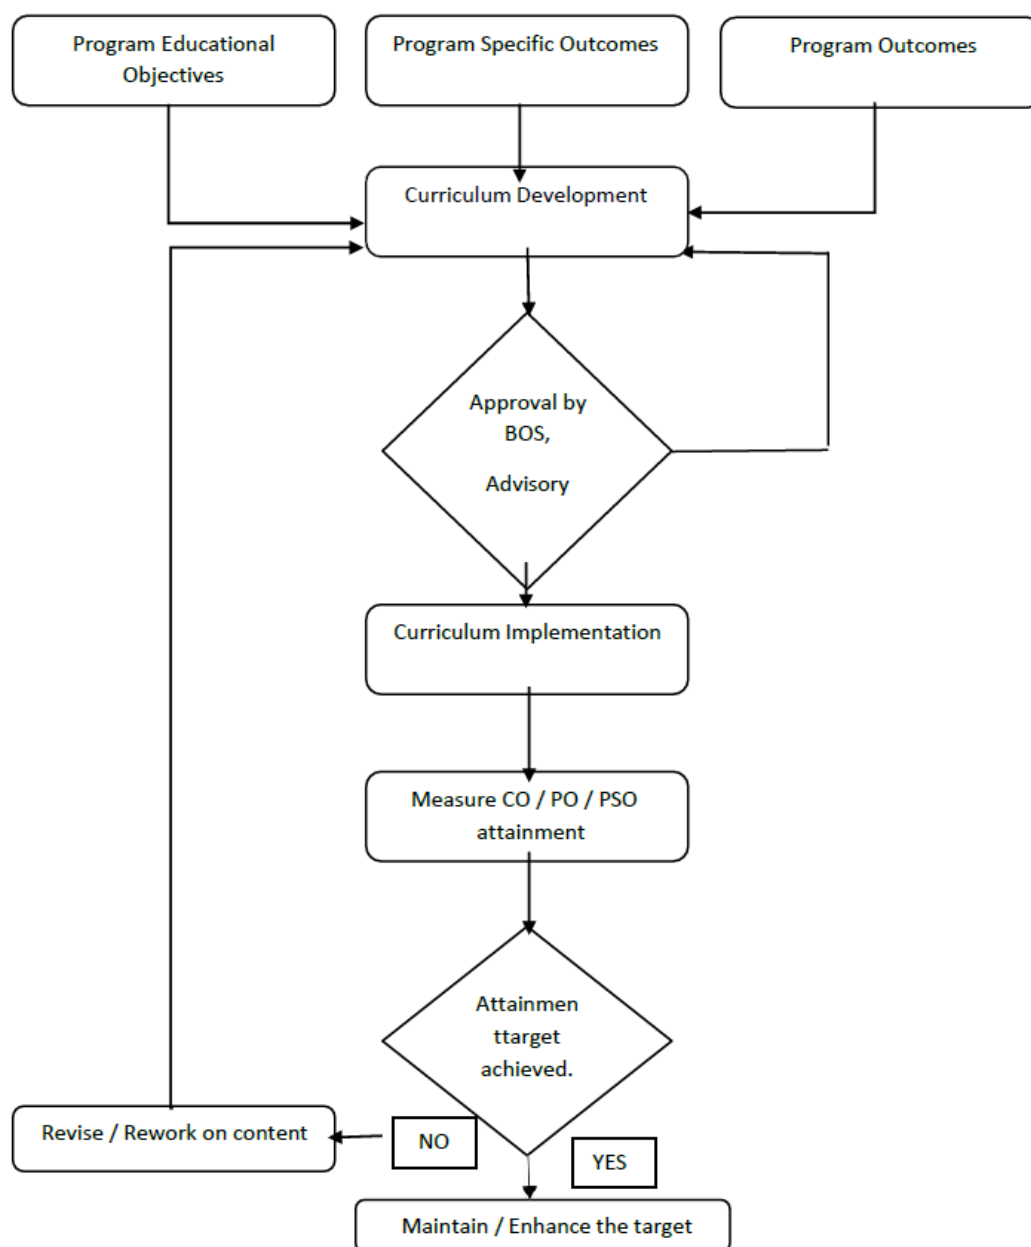 Program Educational
Objectives
Program Specific Outcomes
Program Outcomes
Curriculum Development
Approval by
BOS,
Advisory
Curriculum Implementation
Measure CO / PO / PSO
attainment
Attainmen
ttarget
achieved.
Revise / Rework on content
NO
YES
Maintain / Enhance the target